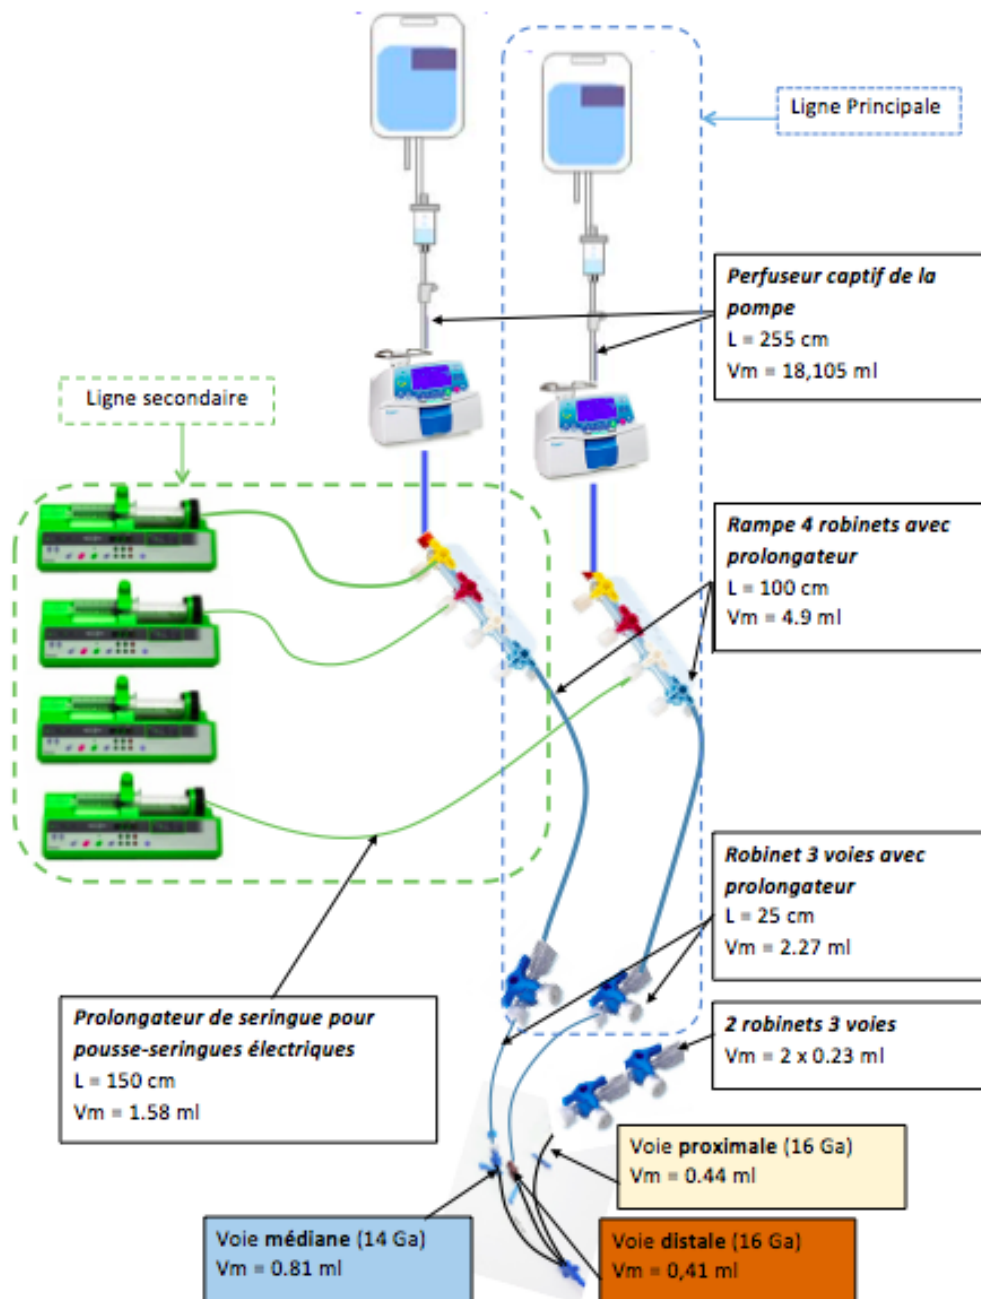 Ligne Principale
Perfuseur captif de la
pompe
L = 255 cm
Vm = 18,105 ml
Ligne secondaire
Rampe 4 robinets avec
prolongateur
L = 100 cm
Vm = 4.9 ml
Robinet 3 voies avec
prolongateur
L = 25 cm
Vm = 2.27 ml
Prolongateur de seringue pour
pousse-seringues électriques
L = 150 cm
Vm = 1.58 ml
2 robinets 3 voies
Vm = 2 x 0.23 ml
Voie proximale (16 Ga)
Vm = 0.44 ml
Voie médiane (14 Ga)
Vm = 0.81 ml
Voie distale (16 Ga)
Vm = 0,41 ml